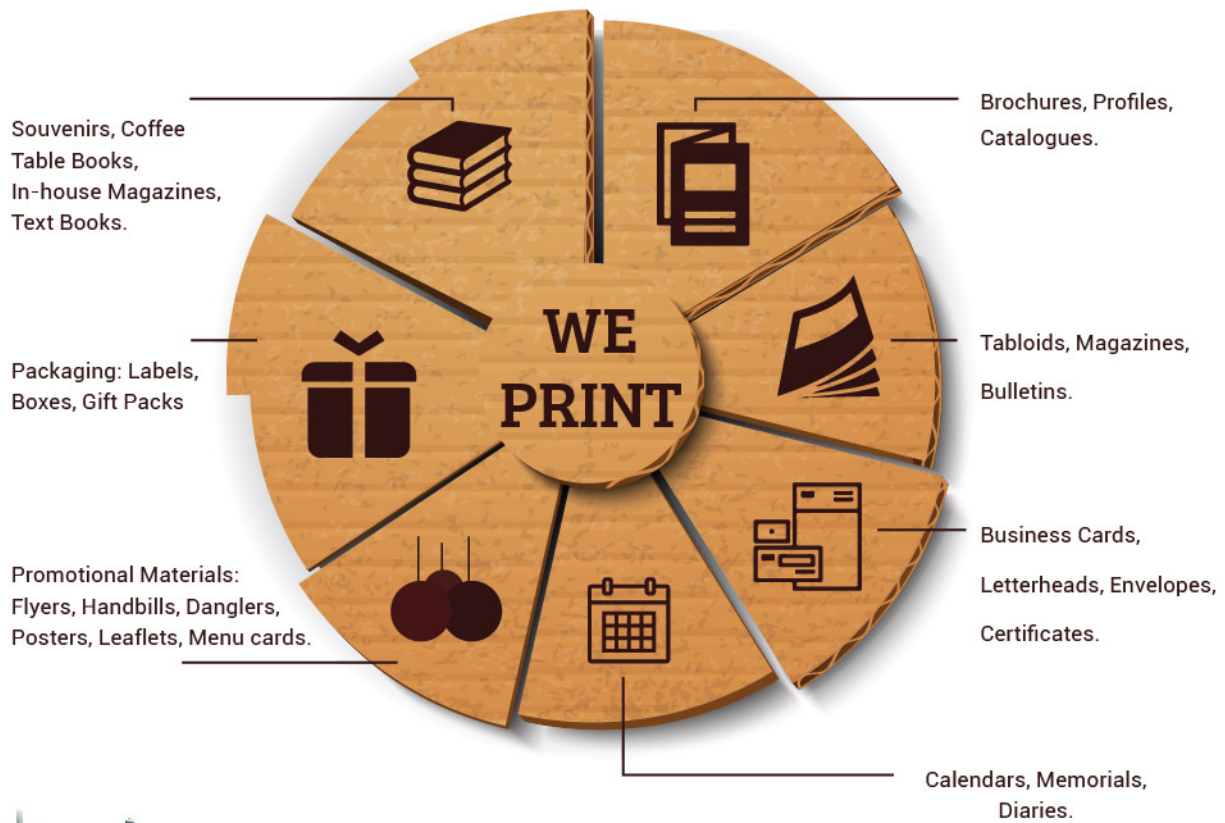 WE
PRINT
Brochures, Profiles,
Catalogues.
Tabloids, Magazines,
Bulletins.
Business Cards,
Letterheads, Envelopes,
Certificates.
Calendars, Memorials,
Diaries.
Promotional Materials:
Flyers, Handbills, Danglers,
Posters, Leaflets, Menu cards.
Packaging: Labels,
Boxes, Gift Packs
Souvenirs, Coffee
Table Books,
In-house Magazines,
Text Books.